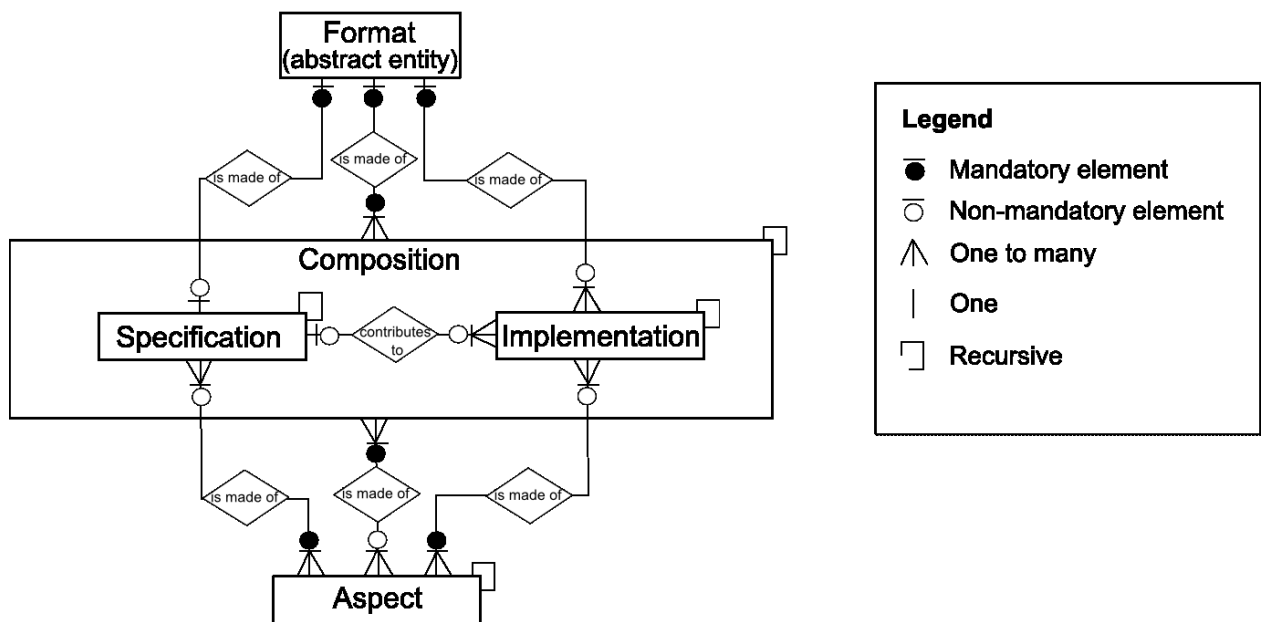 Format
(abstract entity)
is made of
is made of
is made of
Composition
Specification
contributes
to
Implementation
is made of
is made of
is made of
Aspect
Legend
Mandatory element
Non-mandatory element
One to many
One
Recursive